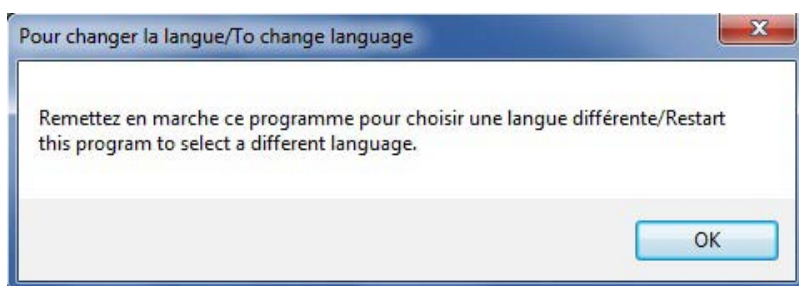 Pour changer la langue/To change language
Remettez en marche ce programme pour choisir une langue différente/Restart
this program to select a different language.
OK